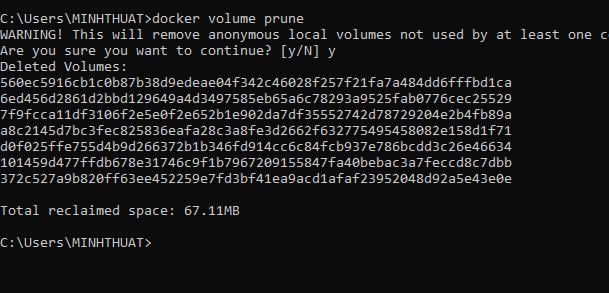 C:\Users\MINHTHUAT>docker volume prune
WARNING! This will remove anonymous local volumes not used by at least one c
Are you sure you want to continue? [y/N] y
Deleted Volumes:
560ec5916cb1c0b87b38d9edeae04f342c46028f257f21fa7a484dd6fffbd1ca
6ed456d2861d2bbd129649a4d3497585eb65a6c78293a9525fab0776cec25529
7f9fcca11df3106f2e5e0f2e652b1e902da7df35552742d78729204e2b4fb89a
a8c2145d7bc3fec825836eafa28c3a8fe3d2662f632775495458082e158d1f71
d0f025ffe755d4b9d266372b1b346fd914cc6c84fcb937e786bcdd3c26e46634
101459d477ffdb678e31746c9f1b7967209155847fa40bebac3a7feccd8c7dbb
372c527a9b820ff63ee452259e7fd3bf41ea9acd1afaf23952048d92a5e43e0e
Total reclaimed space: 67.11MB
C:\Users\MINHTHUAT>